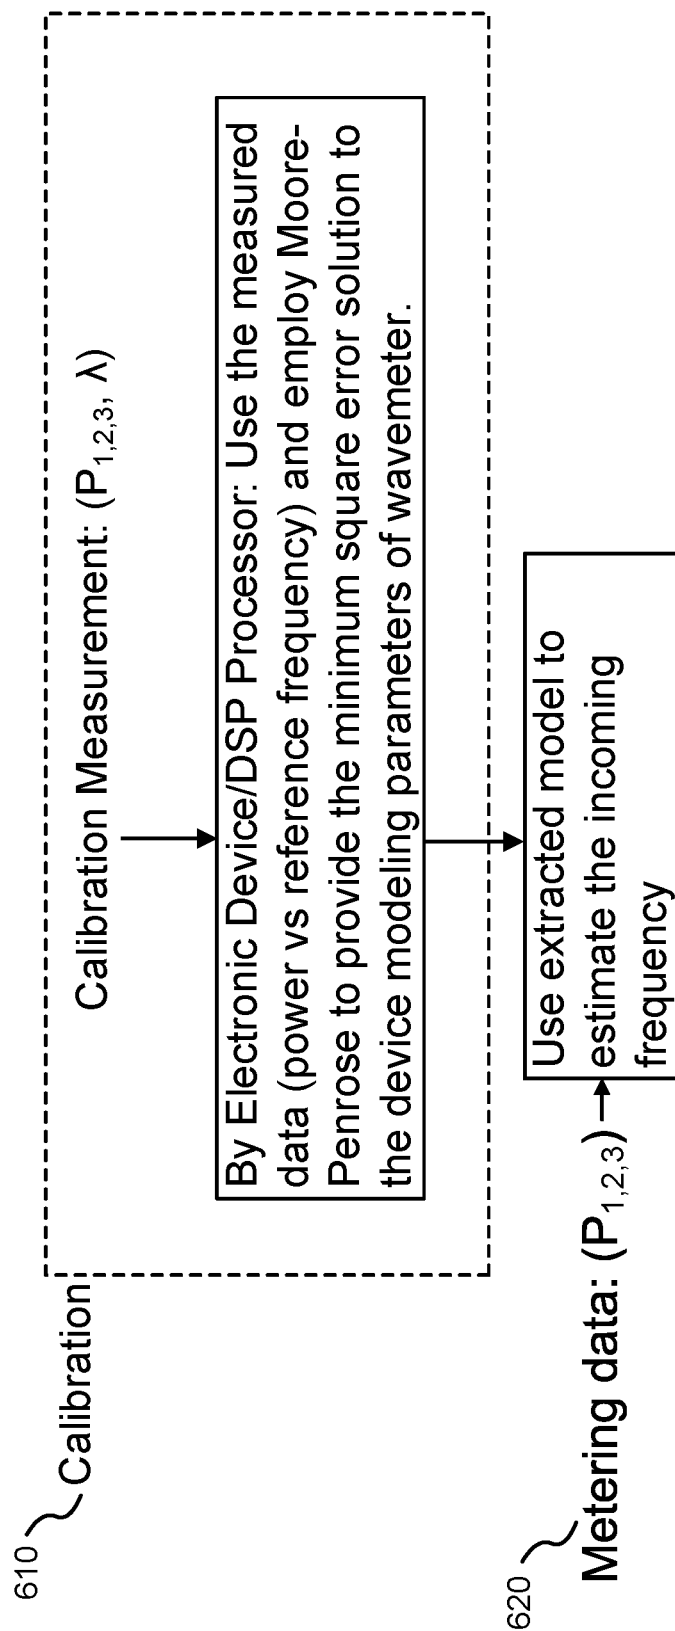 610
Calibration
Calibration Measurement: (P1,2,3, λ)
By Electronic Device/DSP Processor: Use the measured
data (power vs reference frequency) and employ Moore-
Penrose to provide the minimum square error solution to
the device modeling parameters of wavemeter.
620
Metering data: (P1,2,3)
Use extracted model to
estimate the incoming
frequency